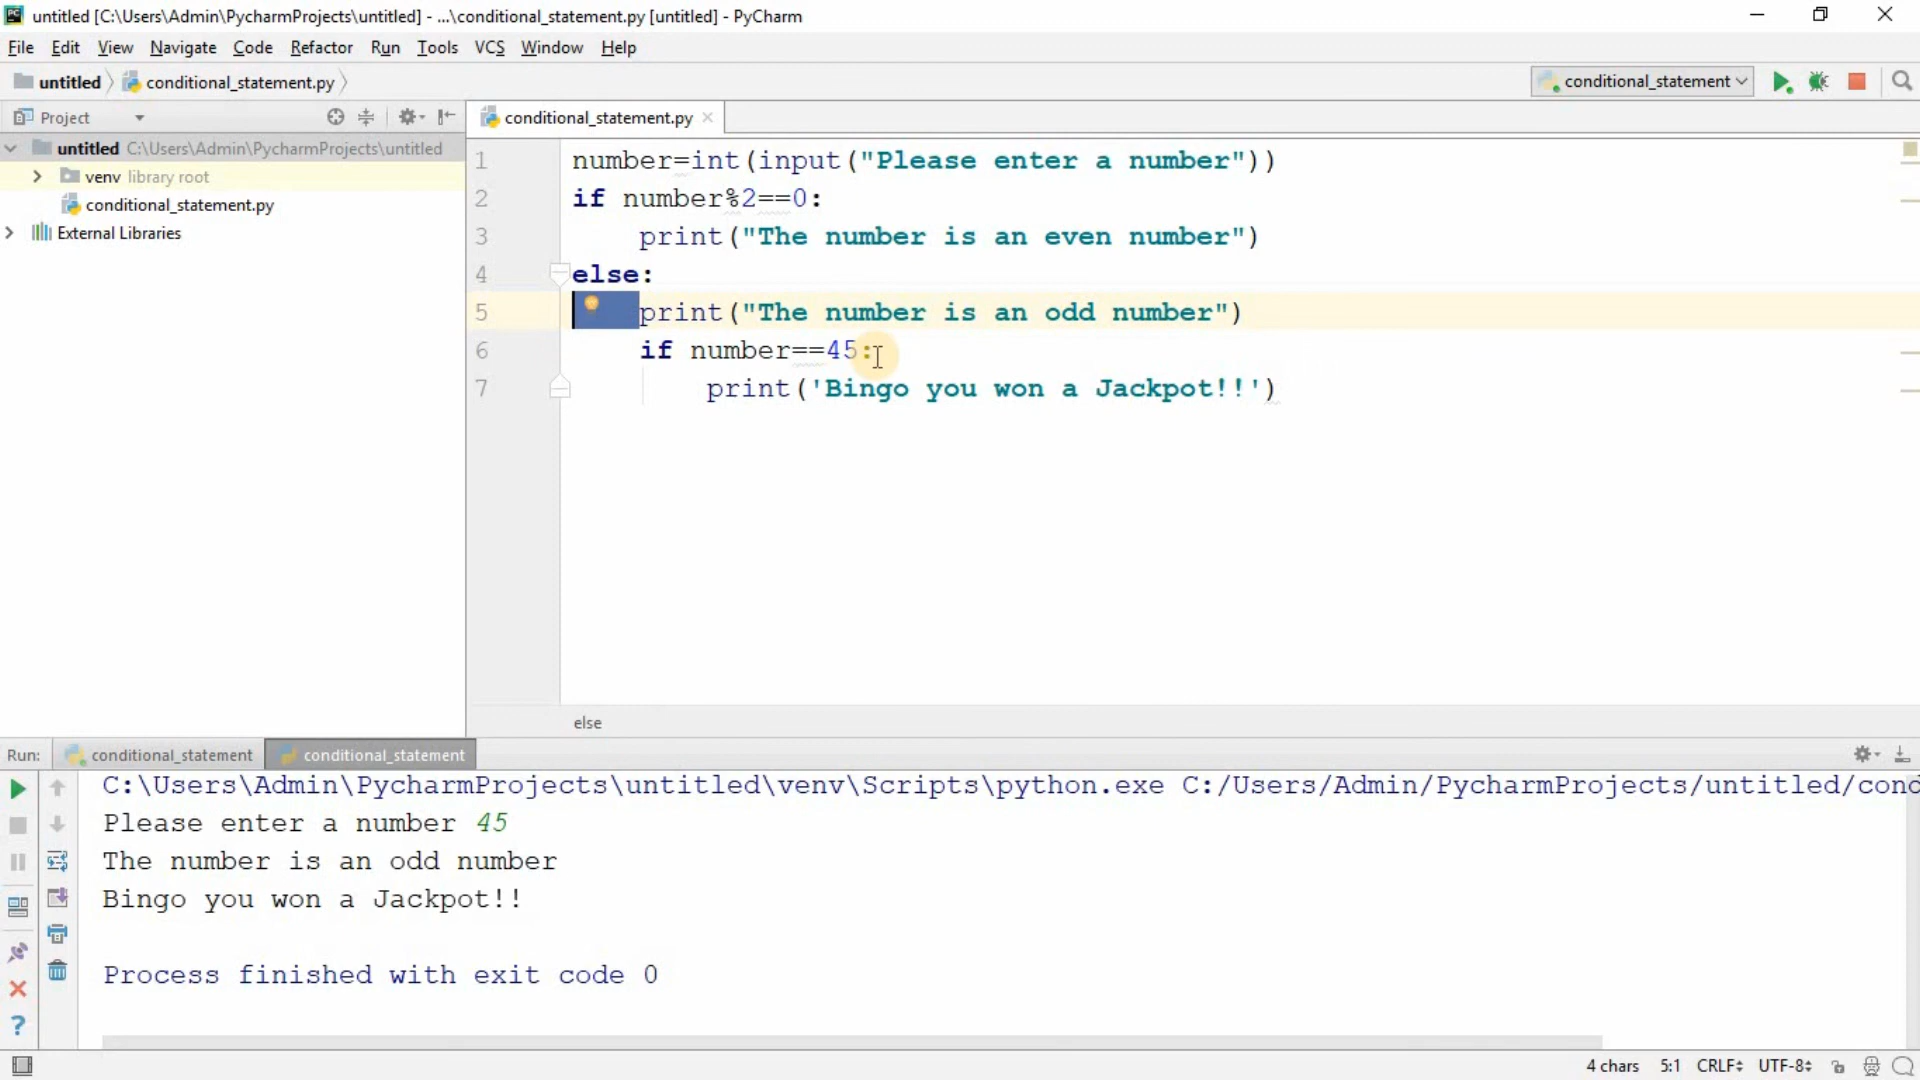 untitled [C:\Users\Admin\PycharmProjects\untitled] - ...\conditional_statement.py [untitled] - PyCharm
File Edit View Navigate Code Refactor Run Tools VCS Window Help
untitled conditional_statement.py conditional_statement
Project conditional_statement.py
untitled C:\Users\Admin\PycharmProjects\untitled
venv library root
conditional_statement.py
External Libraries
1 number=int(input("Please enter a number"))
2 if number%2==0:
3 print("The number is an even number")
4 else:
5 print("The number is an odd number")
6 if number==45:
7 print('Bingo you won a Jackpot!!')
else
Run: conditional_statement conditional_statement
C:\Users\Admin\PycharmProjects\untitled\venv\Scripts\python.exe C:/Users/Admin/PycharmProjects/untitled/cond
Please enter a number 45
The number is an odd number
Bingo you won a Jackpot!!
Process finished with exit code 0
4 chars 5:1 CRLF UTF-8